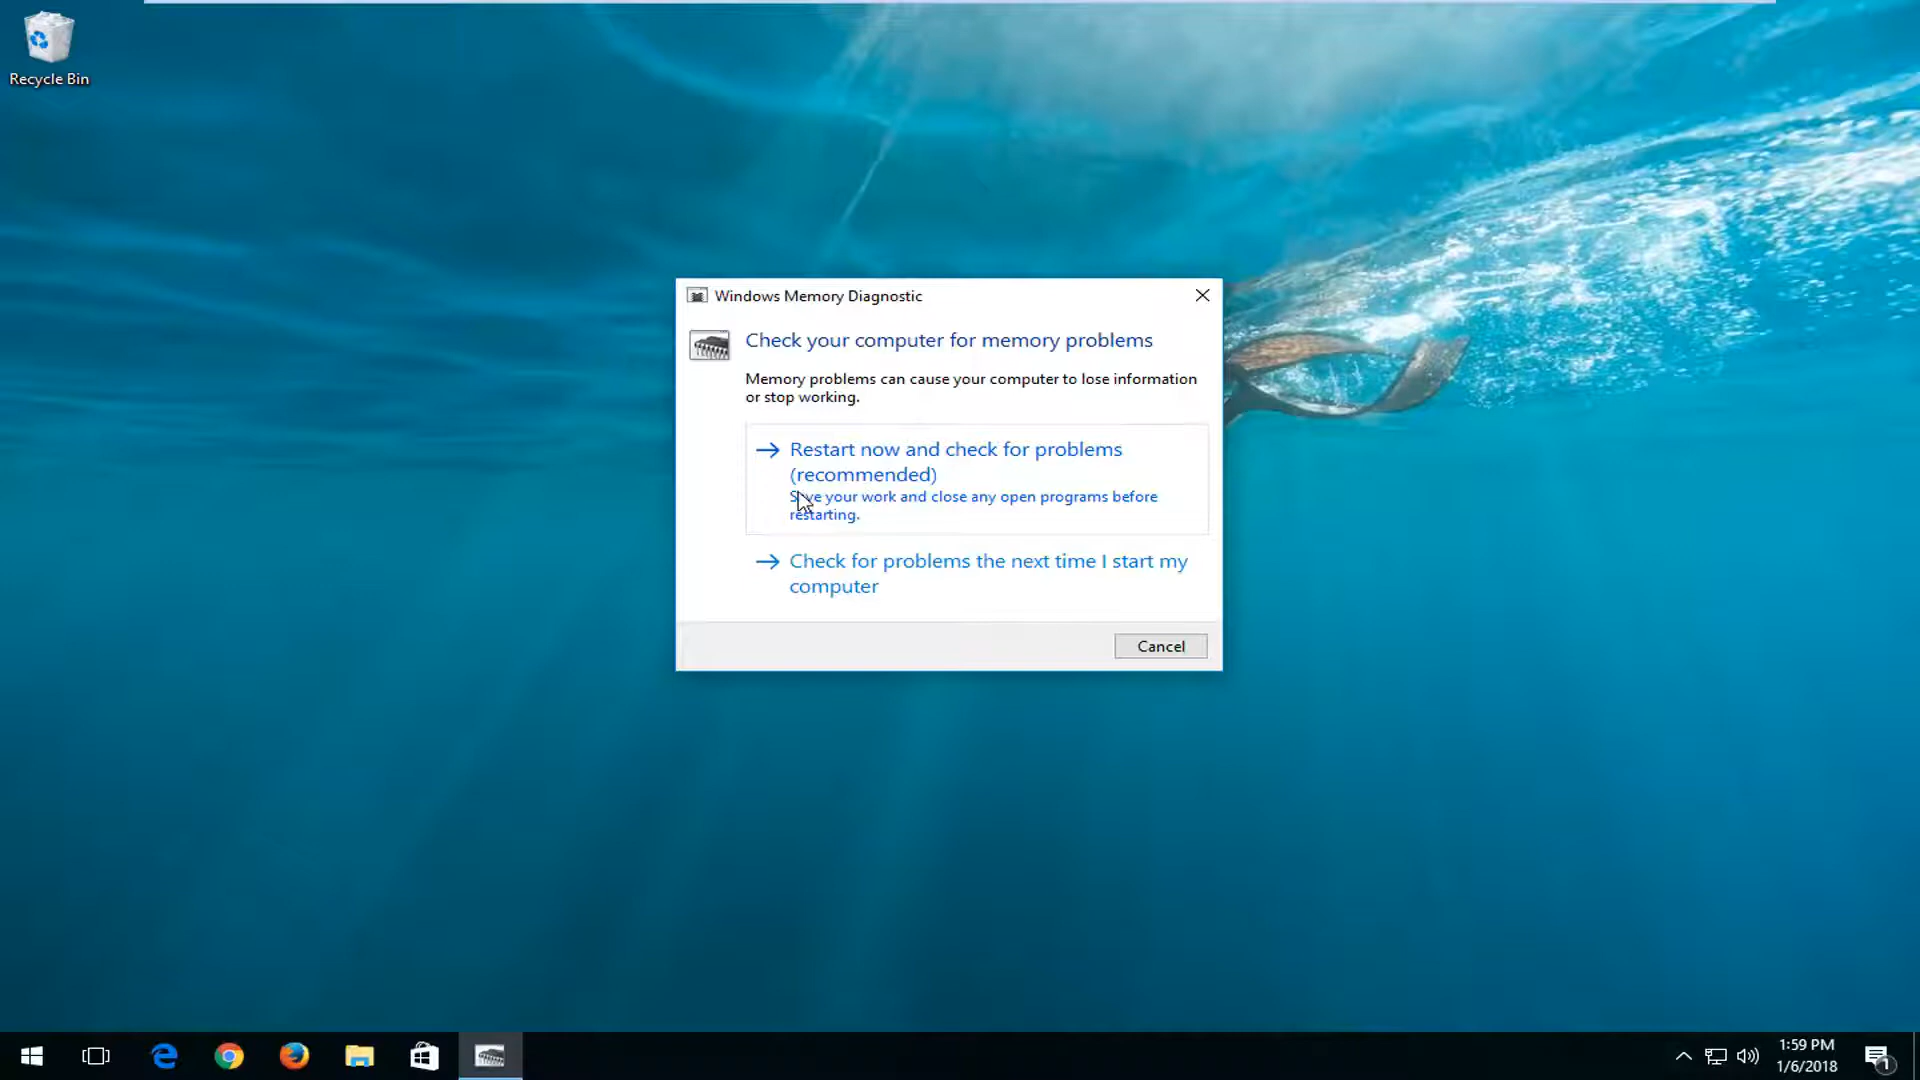 Recycle Bin
Windows Memory Diagnostic
Check your computer for memory problems
Memory problems can cause your computer to lose information
or stop working.
Restart now and check for problems
(recommended)
Save your work and close any open programs before
restarting.
Check for problems the next time I start my
computer
Cancel
1:59 PM
1/6/2018
1